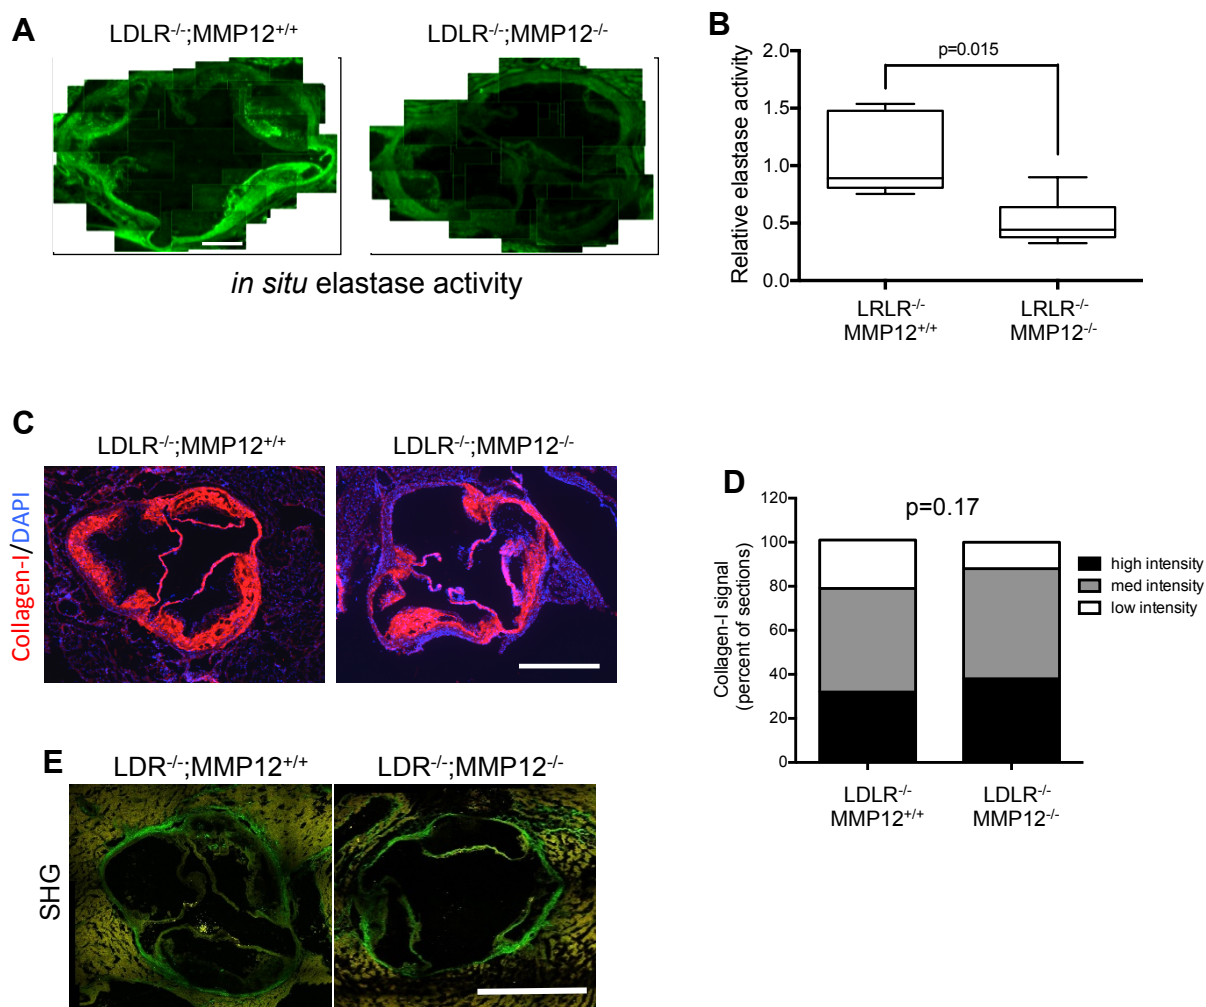 A
LDLR-/-;MMP12+/+
LDLR-/-;MMP12-/-
in situ elastase activity
B
p=0.015
Relative elastase activity
2.0
1.5
1.0
0.5
0.0
LRLR-/-
MMP12+/+
LRLR-/-
MMP12-/-
C
LDLR-/-;MMP12+/+
LDLR-/-;MMP12-/-
Collagen-I/DAPI
D
p=0.17
Collagen-I signal
(percent of sections)
120
100
80
60
40
20
0
high intensity
med intensity
low intensity
LDLR-/-
MMP12+/+
LDLR-/-
MMP12-/-
E
LDR-/-;MMP12+/+
LDR-/-;MMP12-/-
SHG